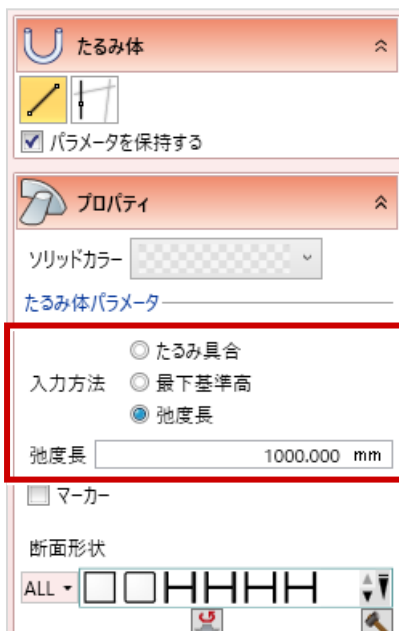 たるみ体
パラメータを保持する
プロパティ
ソリッドカラー
たるみ体パラメータ
たるみ具合
入力方法 最下基準高
弛度長
弛度長 1000.000 mm
マーカー
断面形状
ALL